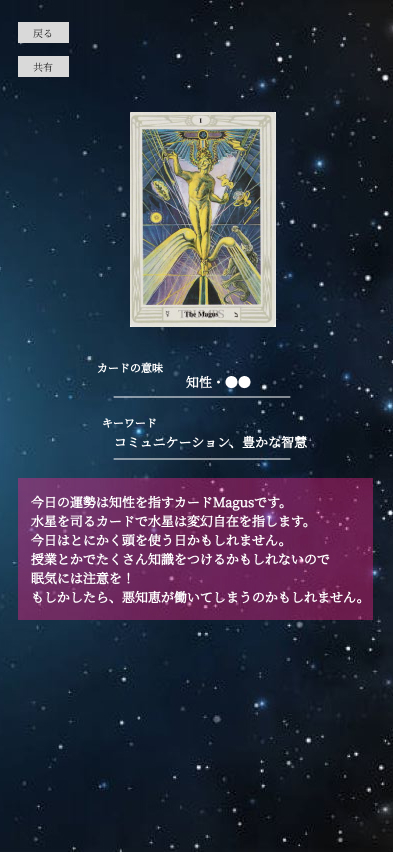 戻る
共有
I
The Magus
カードの意味
知性・●●
キーワード
コミュニケーション、豊かな智慧
今日の運勢は知性を指すカードMagusです。
水星を司るカードで水星は変幻自在を指します。
今日はとにかく頭を使う日かもしれません。
授業とかでたくさん知識をつけるかもしれないので
眠気には注意を！
もしかしたら、悪知恵が働いてしまうのかもしれません。